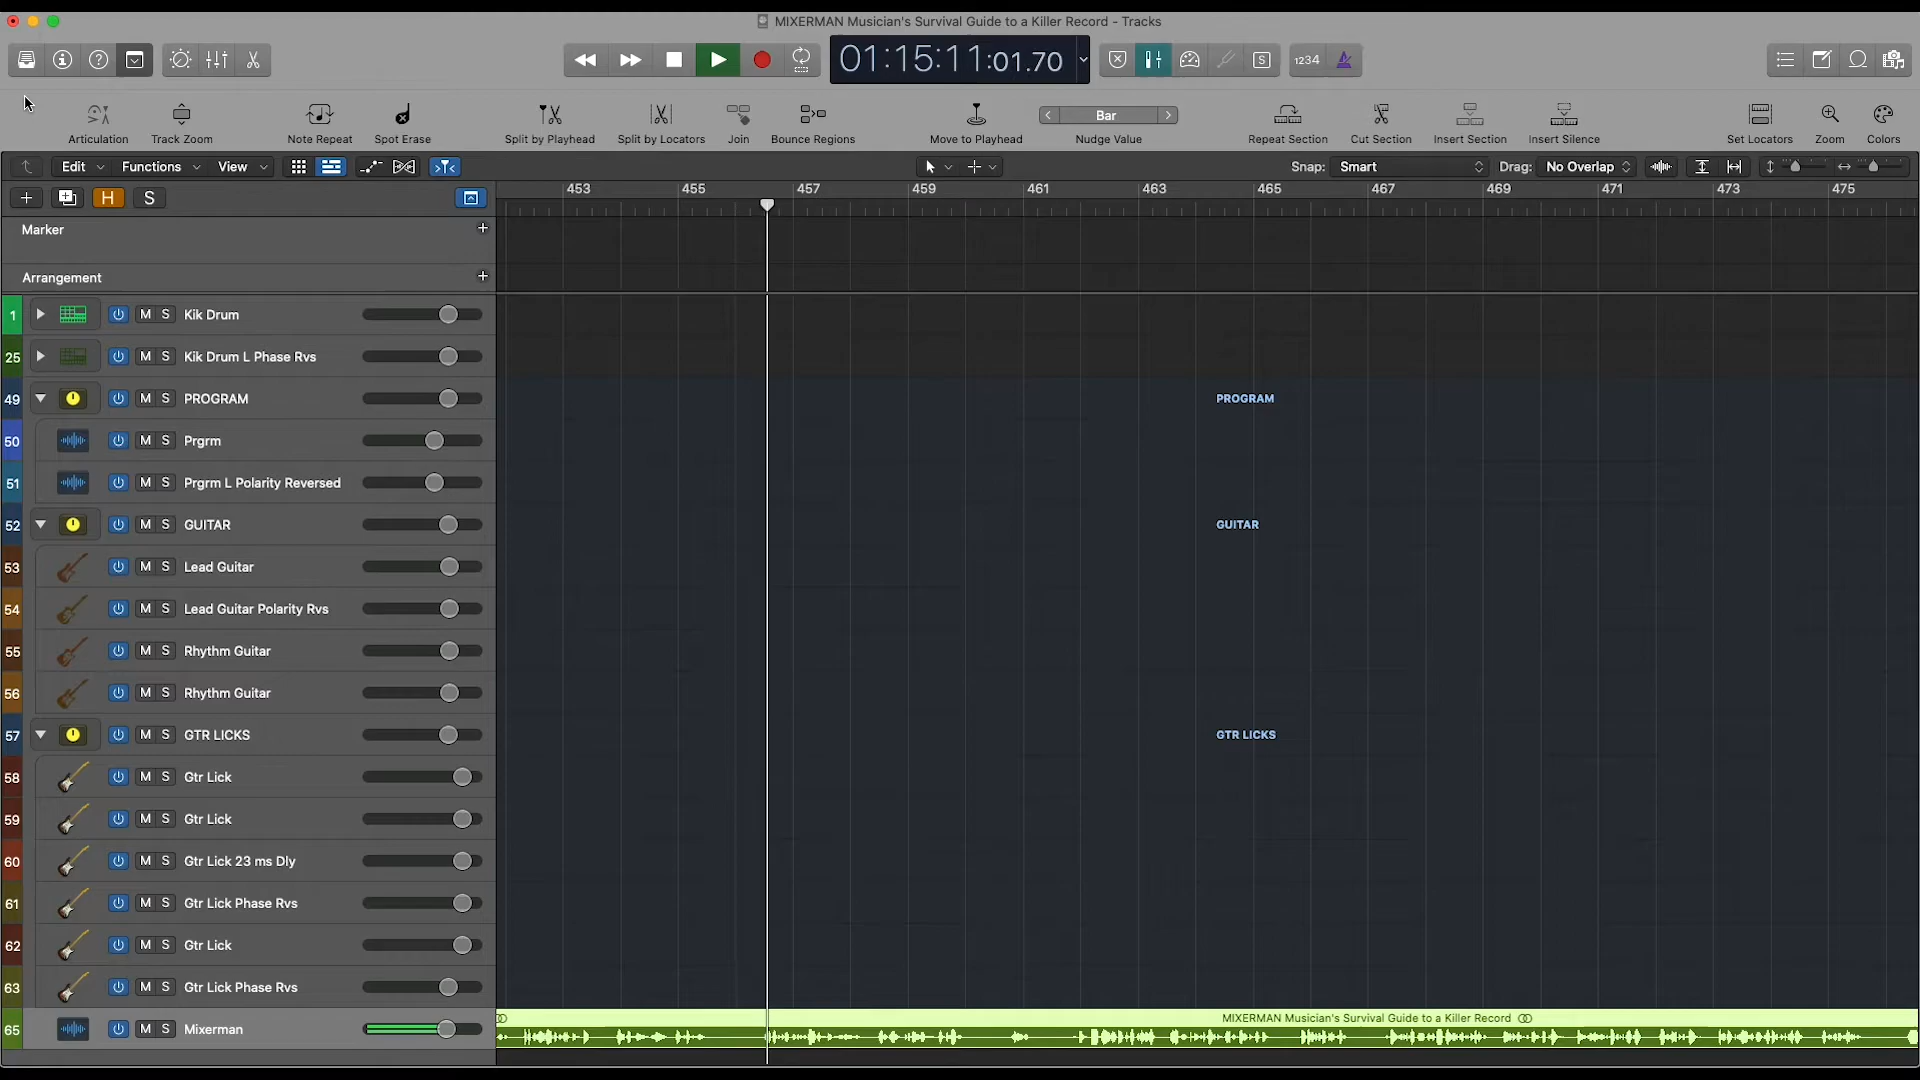 MIXERMAN Musician's Survival Guide to a Killer Record - Tracks
01:15:11:01.70
S
1234
Articulation
Track Zoom
Note Repeat
Spot Erase
Split by Playhead
Split by Locators
Join
Bounce Regions
Move to Playhead
Bar
Nudge Value
Repeat Section
Cut Section
Insert Section
Insert Silence
Set Locators
Zoom
Colors
Edit
Functions
View
Snap: Smart
Drag: No Overlap
H S
453 455 457 459 461 463 465 467 469 471 473 475
Marker
Arrangement
1 M S Kik Drum
25 M S Kik Drum L Phase Rvs
49 M S PROGRAM PROGRAM
50 M S Prgrm
51 M S Prgrm L Polarity Reversed
52 M S GUITAR GUITAR
53 M S Lead Guitar
54 M S Lead Guitar Polarity Rvs
55 M S Rhythm Guitar
56 M S Rhythm Guitar
57 M S GTR LICKS GTR LICKS
58 M S Gtr Lick
59 M S Gtr Lick
60 M S Gtr Lick 23 ms Dly
61 M S Gtr Lick Phase Rvs
62 M S Gtr Lick
63 M S Gtr Lick Phase Rvs
MIXERMAN Musician's Survival Guide to a Killer Record
65 M S Mixerman